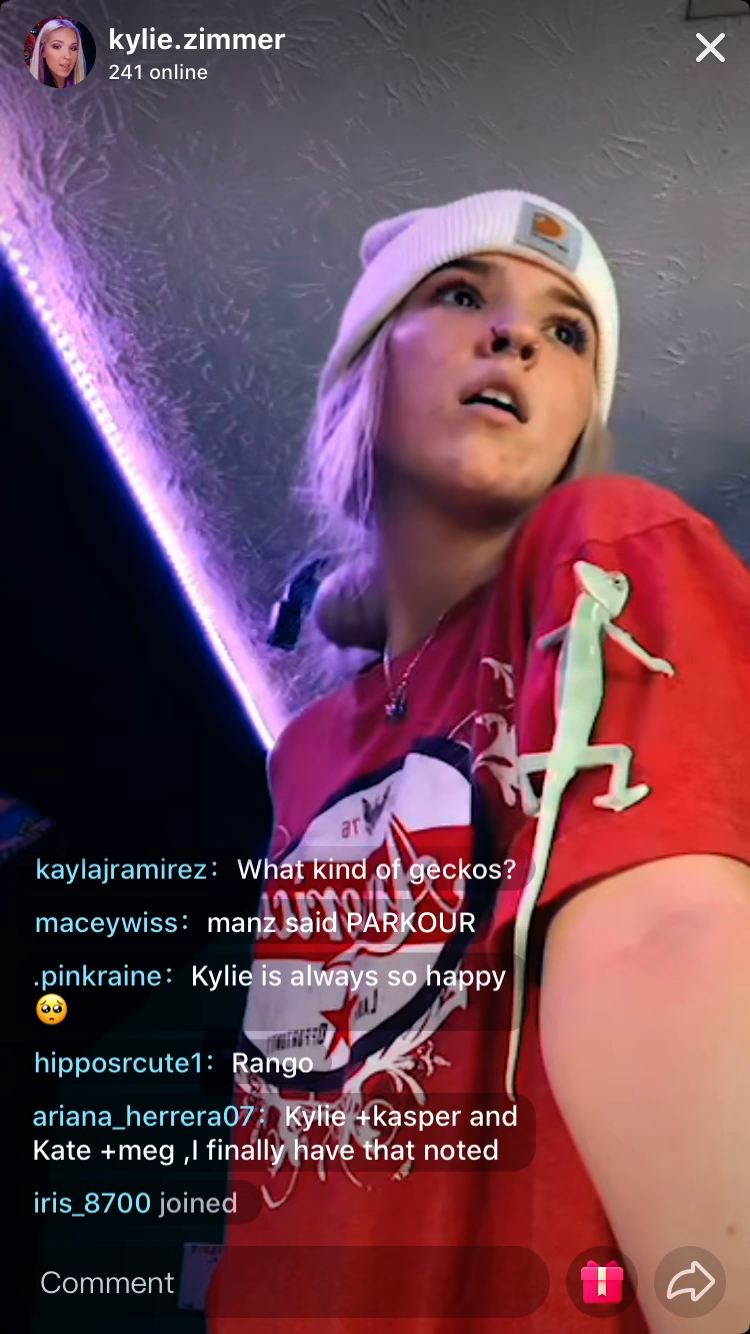 kylie.zimmer
241 online
kaylajramirez: What kind of geckos?
maceywiss: manz said PARKOUR
.pinkraine: Kylie is always so happy
🥺
hipposrcute1: Rango
ariana_herrera07: Kylie +kasper and
Kate +meg ,I finally have that noted
iris_8700 joined
Comment